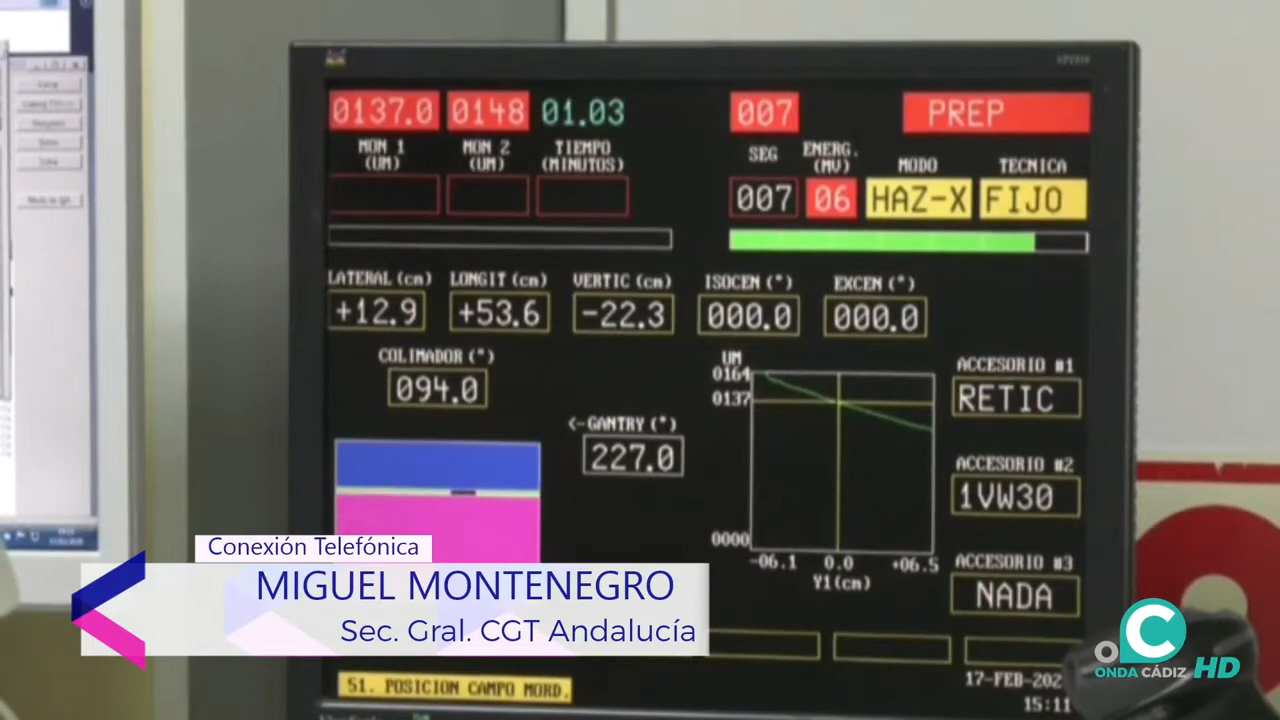 0137.0 0148 01.03 007 PREP
MON 1 (UM) MON 2 (UM) TIEMPO (MINUTOS) SEG ENERG. (MV) MODO TECNICA
007 06 HAZ-X FIJO
LATERAL (cm) LONGIT (cm) VERTIC (cm) ISOCEN (°) EXCEN (°)
+12.9 +53.6 -22.3 000.0 000.0
COLIMADOR (°)
094.0
<-GANTRY (°)
227.0
UM
0164
0137
0000
-06.1 0.0 +06.5
Y1(cm)
ACCESORIO #1
RETIC
ACCESORIO #2
1VW30
ACCESORIO #3
NADA
Conexión Telefónica
MIGUEL MONTENEGRO
Sec. Gral. CGT Andalucía
51. POSICION CAMPO MORD.
17-FEB-202
15:11
ONDA CÁDIZ HD